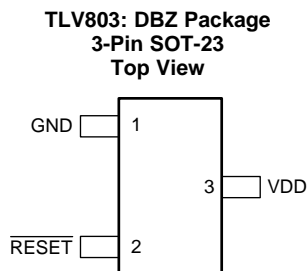 TLV803: DBZ Package
3-Pin SOT-23
Top View
GND 1
3 VDD
RESET 2